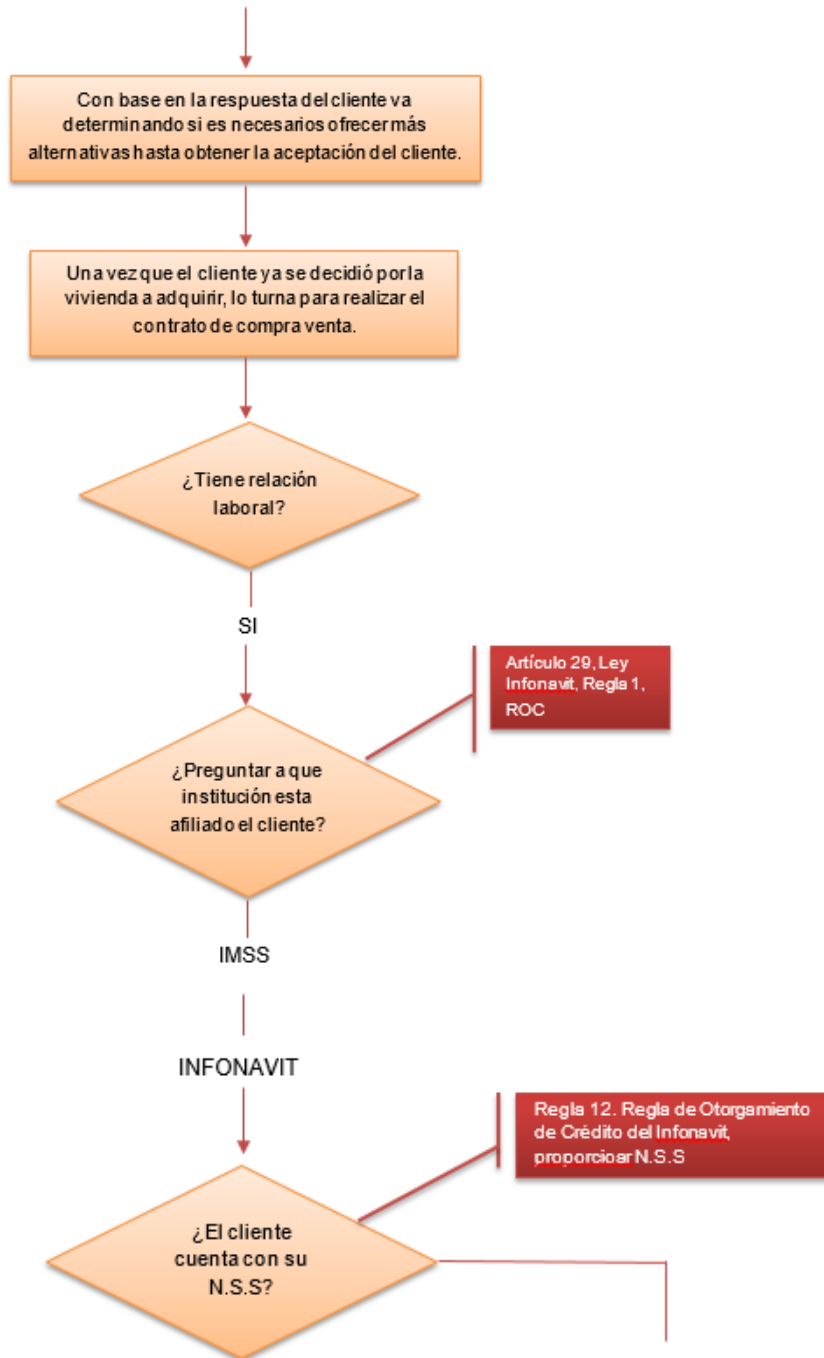 Con base en la respuesta del cliente va
determinando si es necesarios ofrecer más
alternativas hasta obtener la aceptación del cliente.
Una vez que el cliente ya se decidió por la
vivienda a adquirir, lo turna para realizar el
contrato de compra venta.
¿Tiene relación
laboral?
SI
Artículo 29, Ley
Infonavit, Regla 1,
ROC
¿Preguntar a que
institución esta
afiliado el cliente?
IMSS
INFONAVIT
Regla 12. Regla de Otorgamiento
de Crédito del Infonavit,
proporcioar N.S.S
¿El cliente
cuenta con su
N.S.S?